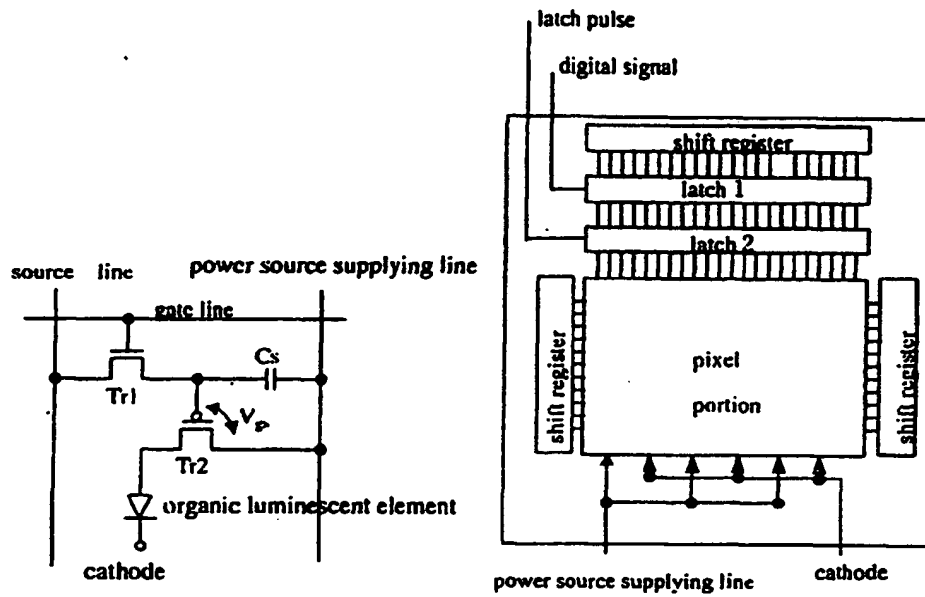 latch pulse
digital signal
shift register
latch 1
latch 2
shift register
pixel
portion
shift register
power source supplying line
cathode
source line
power source supplying line
gate line
Cs
Tr1
Tr2
organic luminescent element
cathode